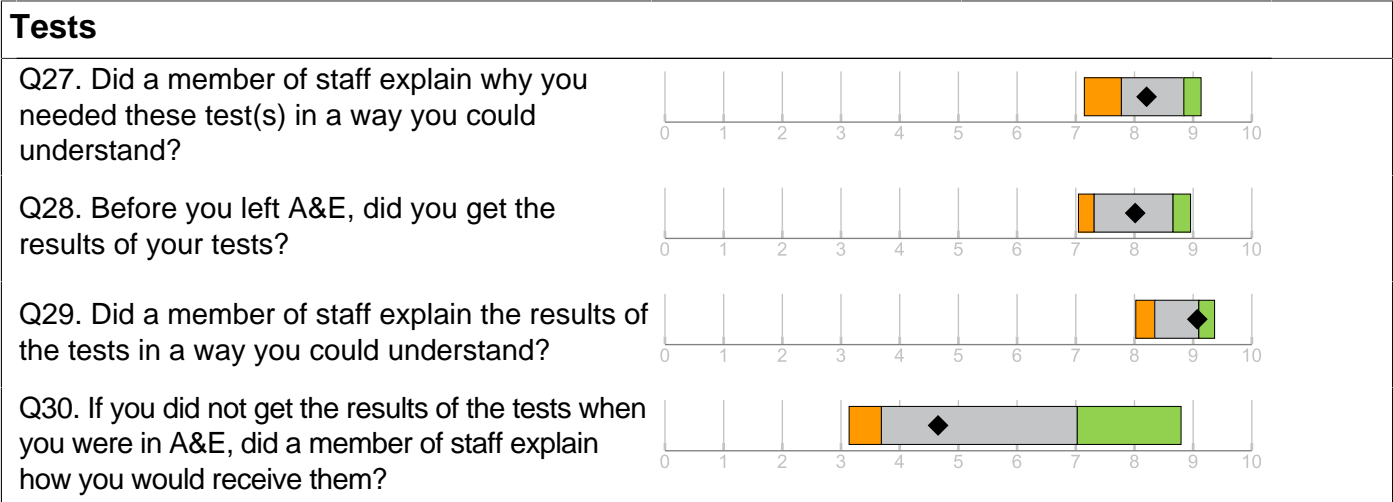 Tests
Q27. Did a member of staff explain why you
needed these test(s) in a way you could
understand?
0 1 2 3 4 5 6 7 8 9 10
Q28. Before you left A&E, did you get the
results of your tests?
0 1 2 3 4 5 6 7 8 9 10
Q29. Did a member of staff explain the results of
the tests in a way you could understand?
0 1 2 3 4 5 6 7 8 9 10
Q30. If you did not get the results of the tests when
you were in A&E, did a member of staff explain
how you would receive them?
0 1 2 3 4 5 6 7 8 9 10